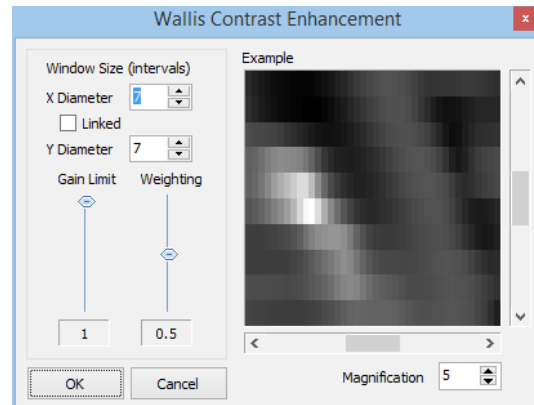 Wallis Contrast Enhancement
x
Window Size (intervals)
X Diameter 7
Linked
Y Diameter 7
Gain Limit Weighting
1 0.5
OK Cancel
Example
Magnification 5